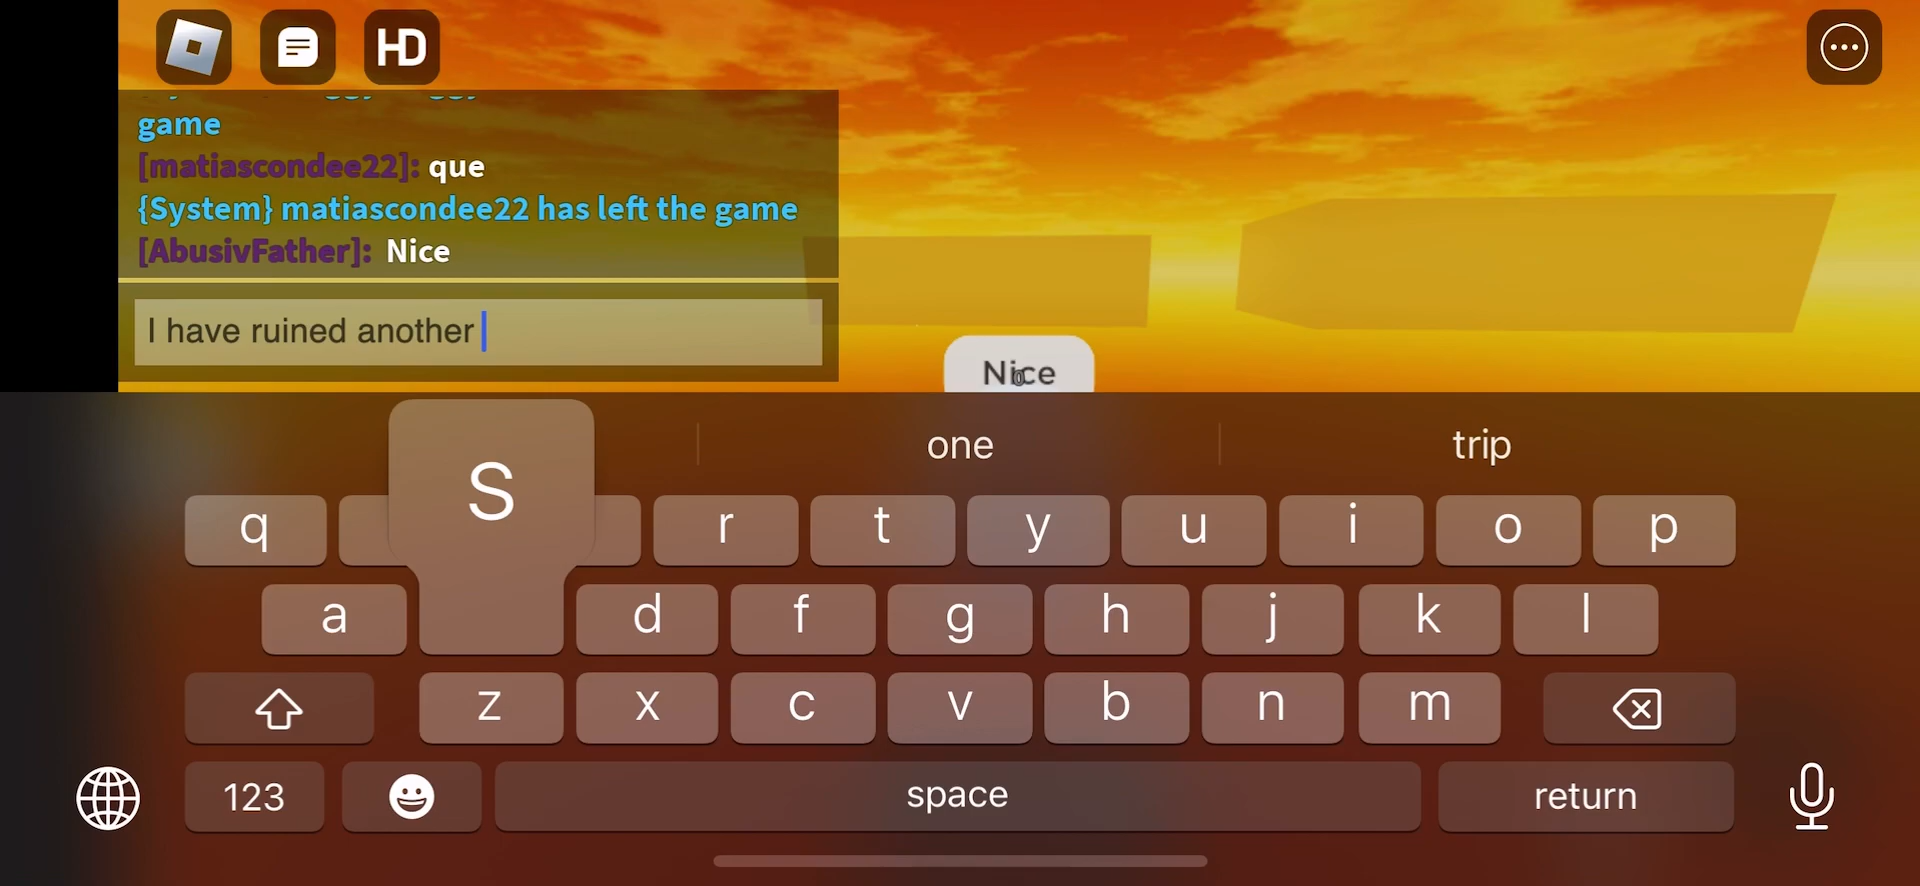 HD
game
[matiascondee22]: que
{System} matiascondee22 has left the game
[AbusivFather]: Nice
I have ruined another
Nice
S
one
trip
q r t y u i o p
a d f g h j k l
z x c v b n m
123 space return